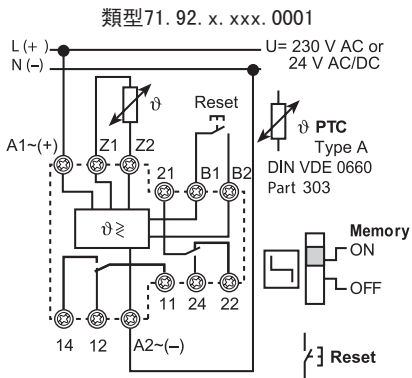 類型71.92.x.xxx.0001
L (+)
U= 230 V AC or
N (–)
24 V AC/DC
ϑ
Reset
A1~(+)
Z1
Z2
21
B1
B2
ϑ PTC
Type A
DIN VDE 0660
Part 303
ϑ≷
Memory
ON
OFF
11
24
22
14
12
A2~(–)
Reset